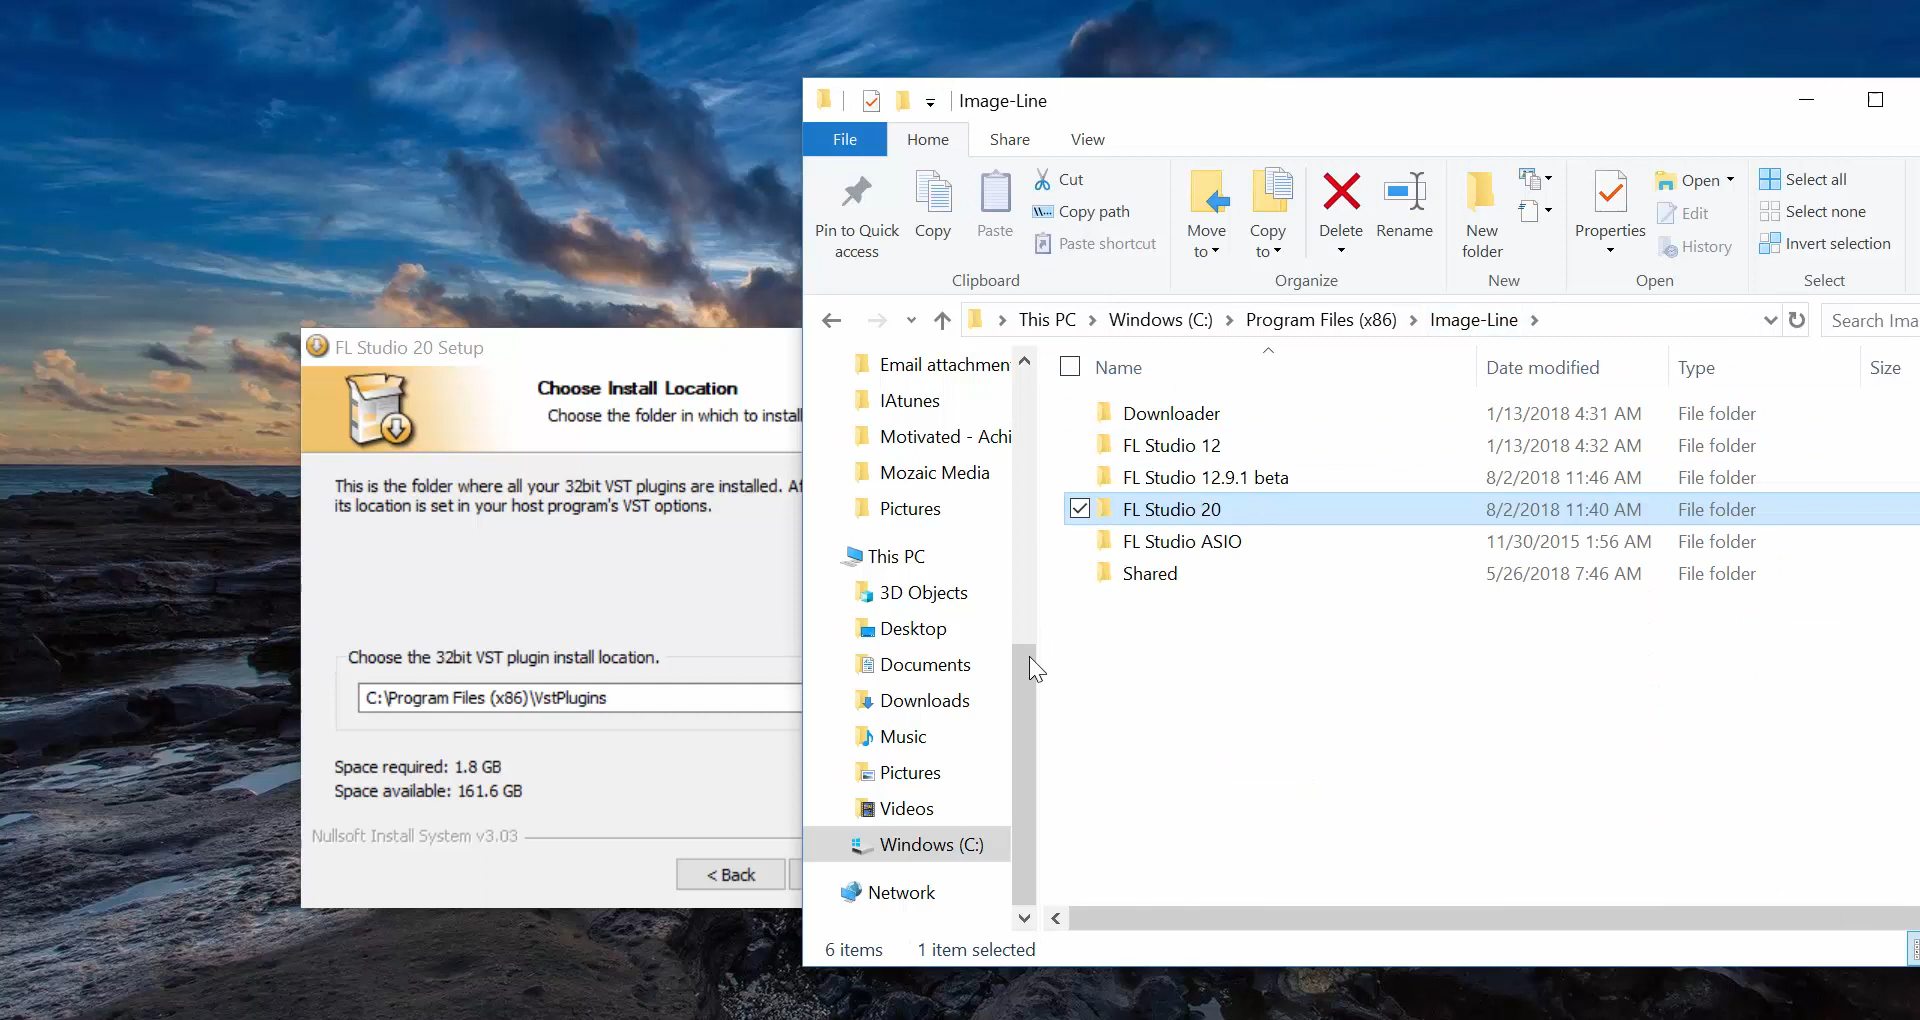 Image-Line
File Home Share View
Pin to Quick access
Copy
Paste
Cut
Copy path
Paste shortcut
Clipboard
Move to
Copy to
Delete
Rename
Organize
New folder
New
Properties
Open
Edit
History
Open
Select all
Select none
Invert selection
Select
This PC Windows (C:) Program Files (x86) Image-Line
Search Ima
FL Studio 20 Setup
Choose Install Location
Choose the folder in which to install
This is the folder where all your 32bit VST plugins are installed. Af
its location is set in your host program's VST options.
Choose the 32bit VST plugin install location.
C:\Program Files (x86)\VstPlugins
Space required: 1.8 GB
Space available: 161.6 GB
Nullsoft Install System v3.03
< Back
Email attachmen
IAtunes
Motivated - Achi
Mozaic Media
Pictures
This PC
3D Objects
Desktop
Documents
Downloads
Music
Pictures
Videos
Windows (C:)
Network
Name Date modified Type Size
Downloader 1/13/2018 4:31 AM File folder
FL Studio 12 1/13/2018 4:32 AM File folder
FL Studio 12.9.1 beta 8/2/2018 11:46 AM File folder
FL Studio 20 8/2/2018 11:40 AM File folder
FL Studio ASIO 11/30/2015 1:56 AM File folder
Shared 5/26/2018 7:46 AM File folder
6 items 1 item selected